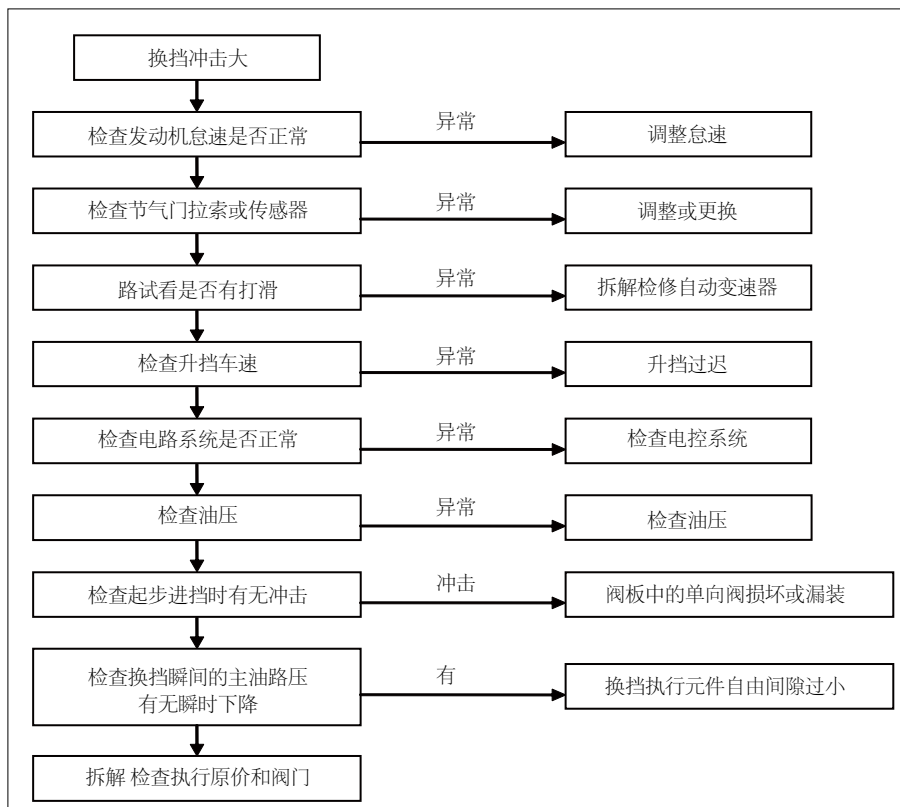 换挡冲击大
检查发动机怠速是否正常
异常
调整怠速
检查节气门拉索或传感器
异常
调整或更换
路试看是否有打滑
异常
拆解检修自动变速器
检查升挡车速
异常
升挡过迟
检查电路系统是否正常
异常
检查电控系统
检查油压
异常
检查油压
检查起步进挡时有无冲击
冲击
阀板中的单向阀损坏或漏装
检查换挡瞬间的主油路压
有无瞬时下降
有
换挡执行元件自由间隙过小
拆解 检查执行原价和阀门